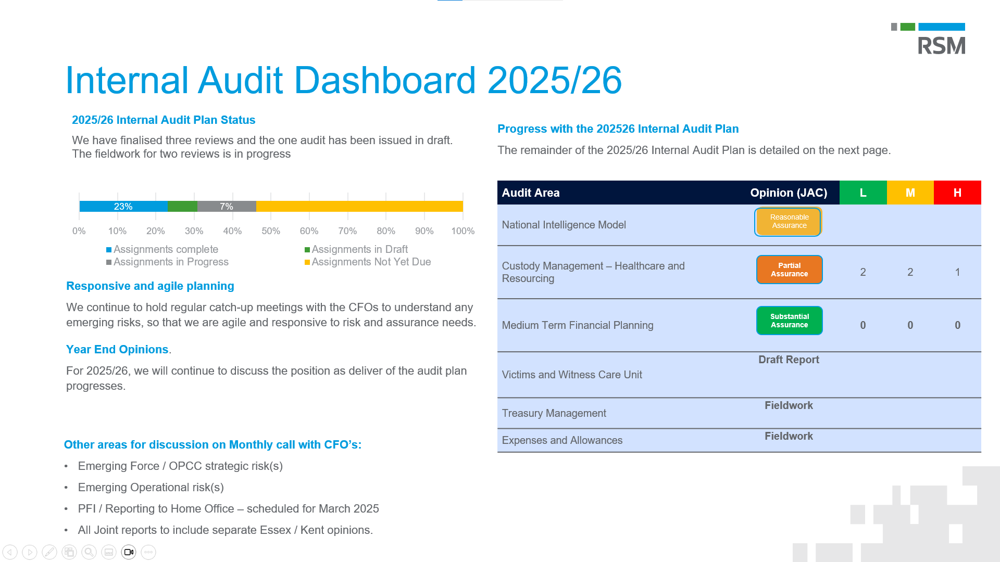 RSM
Internal Audit Dashboard 2025/26
2025/26 Internal Audit Plan Status
We have finalised three reviews and the one audit has been issued in draft.
The fieldwork for two reviews is in progress
23%
7%
0%
10%
20%
30%
40%
50%
60%
70%
80%
90%
100%
Assignments complete
Assignments in Draft
Assignments in Progress
Assignments Not Yet Due
Responsive and agile planning
We continue to hold regular catch-up meetings with the CFOs to understand any
emerging risks, so that we are agile and responsive to risk and assurance needs.
Year End Opinions.
For 2025/26, we will continue to discuss the position as deliver of the audit plan
progresses.
Other areas for discussion on Monthly call with CFO’s:
• Emerging Force / OPCC strategic risk(s)
• Emerging Operational risk(s)
• PFI / Reporting to Home Office – scheduled for March 2025
• All Joint reports to include separate Essex / Kent opinions.
Progress with the 202526 Internal Audit Plan
The remainder of the 2025/26 Internal Audit Plan is detailed on the next page.
Audit Area Opinion (JAC) L M H
National Intelligence Model
Reasonable
Assurance
Custody Management – Healthcare and
Resourcing
Partial
Assurance
2 2 1
Medium Term Financial Planning
Substantial
Assurance
0 0 0
Victims and Witness Care Unit
Draft Report
Treasury Management
Fieldwork
Expenses and Allowances
Fieldwork